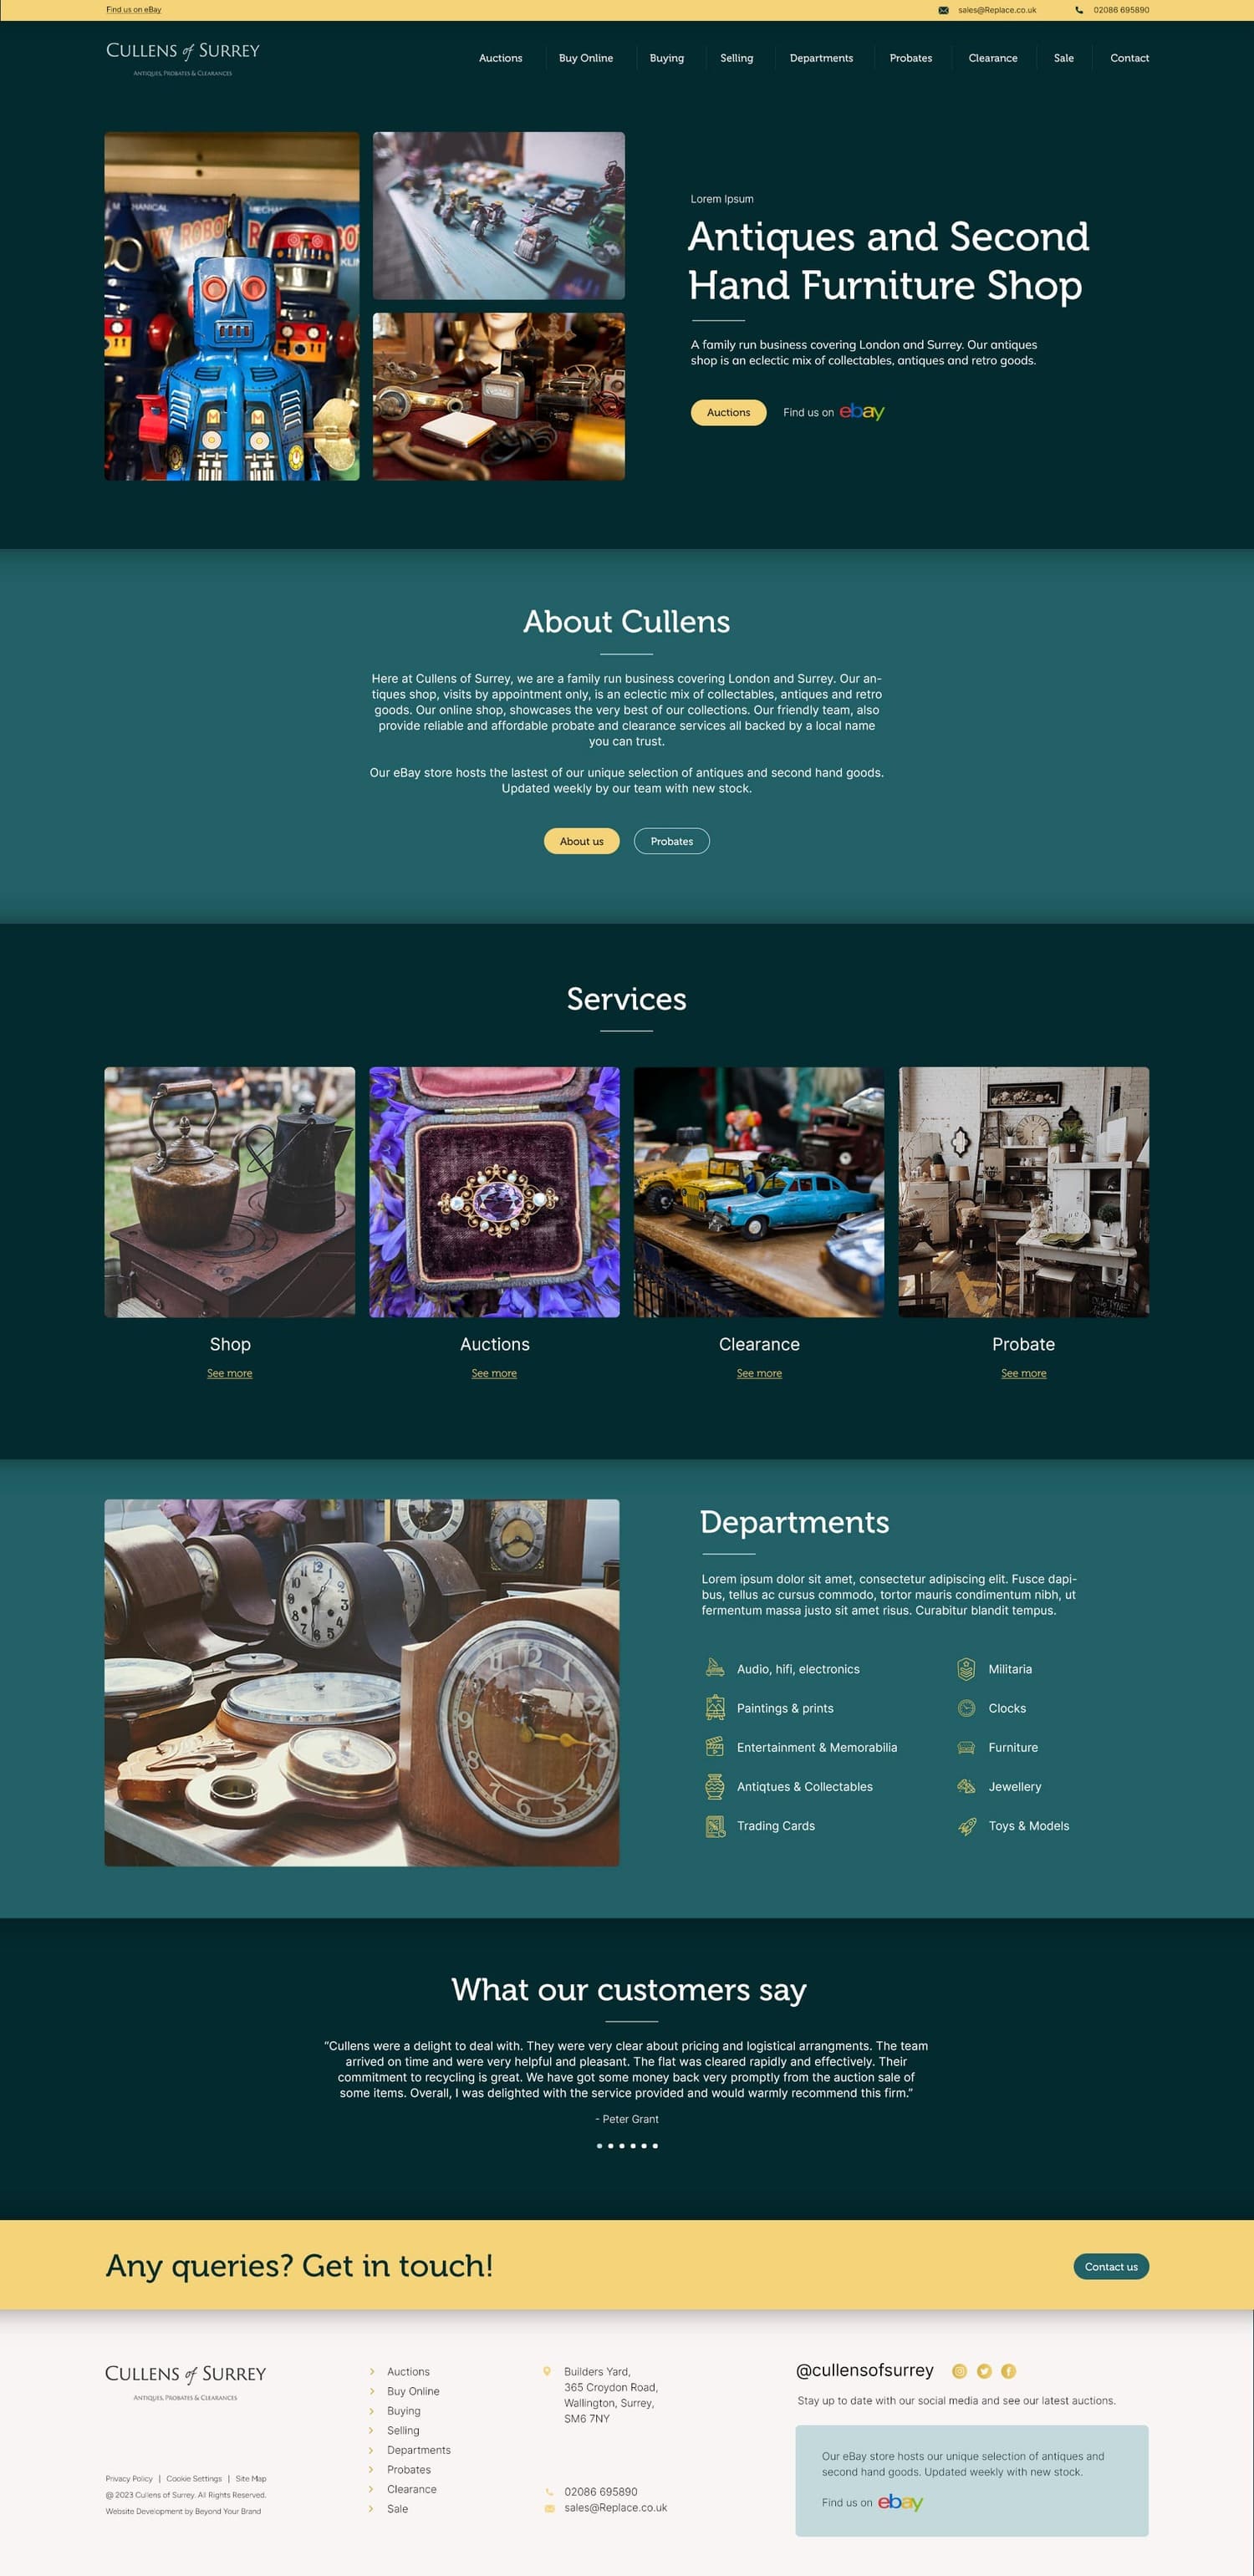 Find us on eBay
sales@Replace.co.uk
02086 695890
CULLENS of SURREY
ANTIQUES, PROBATES & CLEARANCES
Auctions
Buy Online
Buying
Selling
Departments
Probates
Clearance
Sale
Contact
Lorem Ipsum
Antiques and Second
Hand Furniture Shop
A family run business covering London and Surrey. Our antiques
shop is an eclectic mix of collectables, antiques and retro goods.
Auctions
Find us on ebay
About Cullens
Here at Cullens of Surrey, we are a family run business covering London and Surrey. Our an-
tiques shop, visits by appointment only, is an eclectic mix of collectables, antiques and retro
goods. Our online shop, showcases the very best of our collections. Our friendly team, also
provide reliable and affordable probate and clearance services all backed by a local name
you can trust.
Our eBay store hosts the lastest of our unique selection of antiques and second hand goods.
Updated weekly by our team with new stock.
About us
Probates
Services
Shop
Auctions
Clearance
Probate
See more
See more
See more
See more
Departments
Lorem ipsum dolor sit amet, consectetur adipiscing elit. Fusce dapi-
bus, tellus ac cursus commodo, tortor mauris condimentum nibh, ut
fermentum massa justo sit amet risus. Curabitur blandit tempus.
Audio, hifi, electronics
Militaria
Paintings & prints
Clocks
Entertainment & Memorabilia
Furniture
Antiqtues & Collectables
Jewellery
Trading Cards
Toys & Models
What our customers say
“Cullens were a delight to deal with. They were very clear about pricing and logistical arrangments. The team
arrived on time and were very helpful and pleasant. The flat was cleared rapidly and effectively. Their
commitment to recycling is great. We have got some money back very promptly from the auction sale of
some items. Overall, I was delighted with the service provided and would warmly recommend this firm.”
- Peter Grant
Any queries? Get in touch!
Contact us
CULLENS of SURREY
ANTIQUES, PROBATES & CLEARANCES
Privacy Policy | Cookie Settings | Site Map
@ 2023 Cullens of Surrey. All Rights Reserved.
Website Development by Beyond Your Brand
Auctions
Buy Online
Buying
Selling
Departments
Probates
Clearance
Sale
Builders Yard,
365 Croydon Road,
Wallington, Surrey,
SM6 7NY
02086 695890
sales@Replace.co.uk
@cullensofsurrey
Stay up to date with our social media and see our latest auctions.
Our eBay store hosts our unique selection of antiques and
second hand goods. Updated weekly with new stock.
Find us on ebay